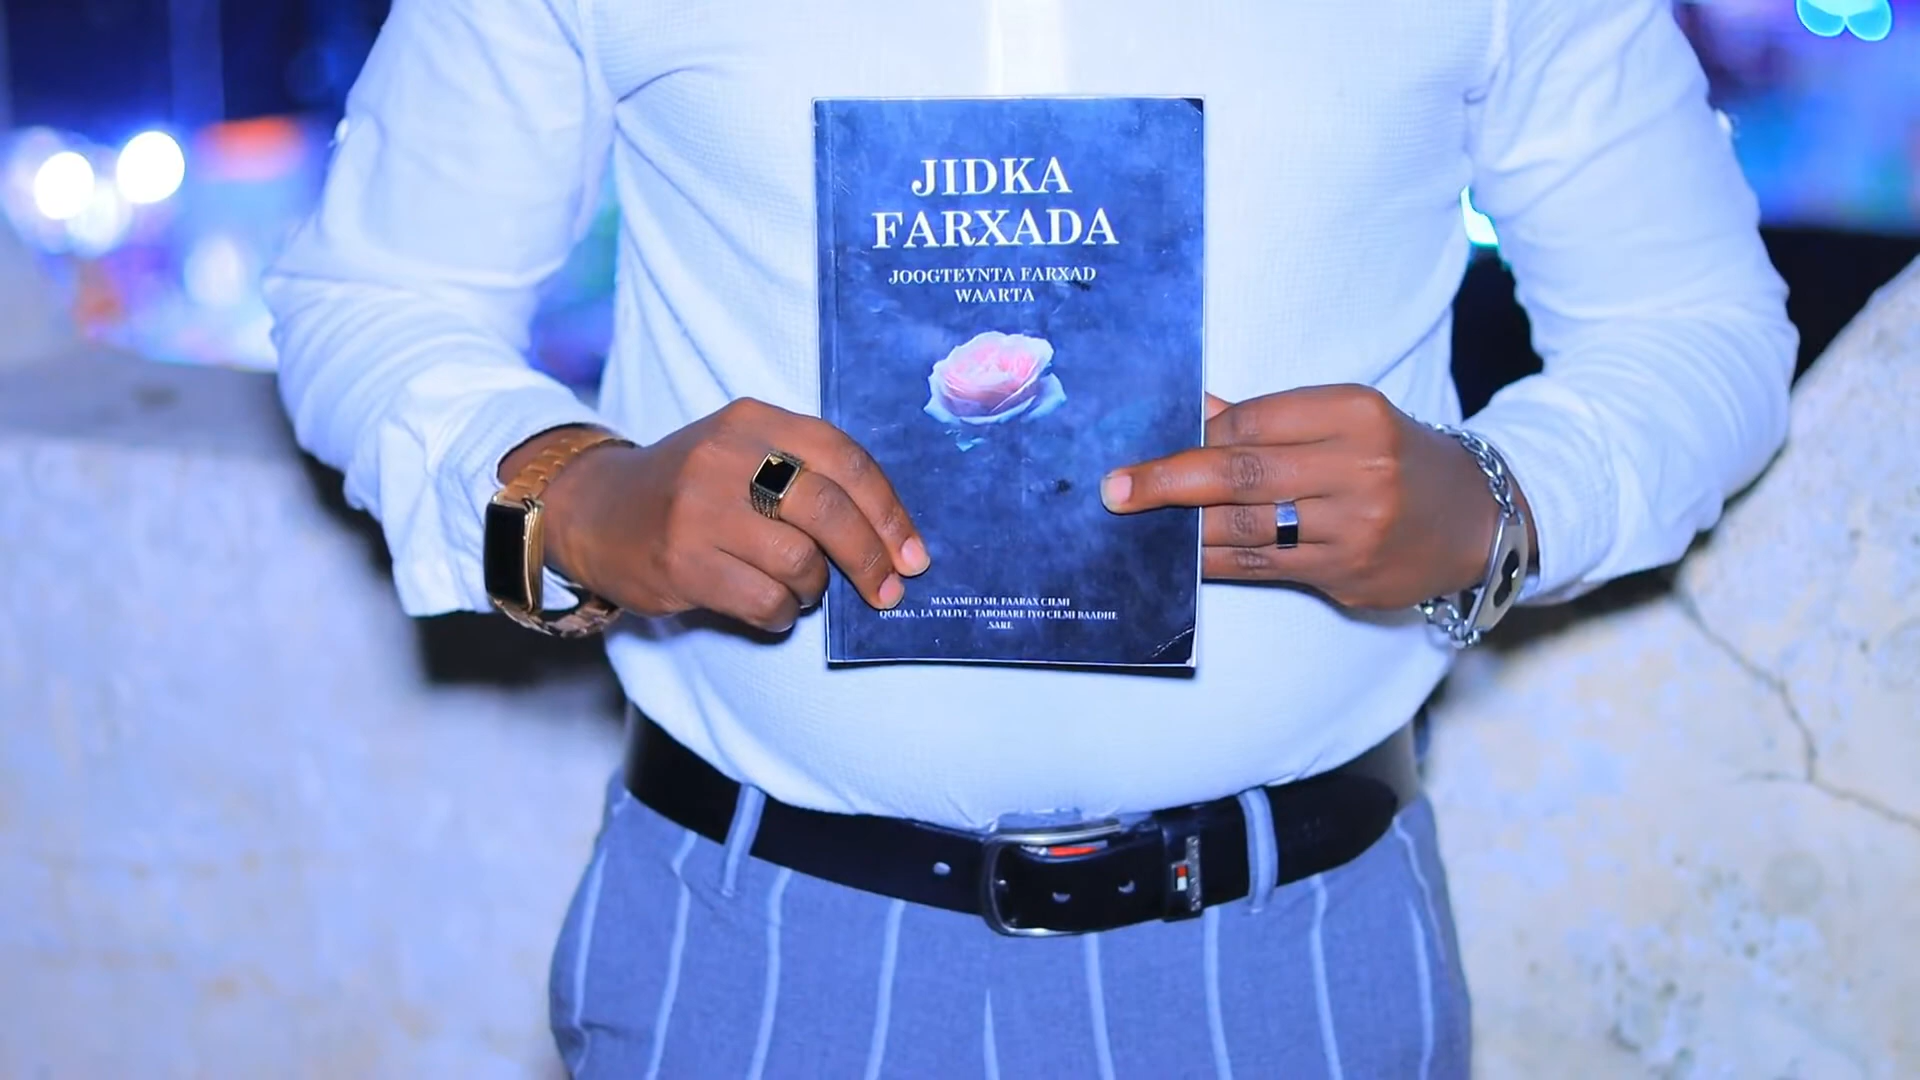 JIDKA
FARXADA
JOOGTEYNTA FARXAD
WAARTA
MAXAMED SH. FAARAX CILMI
QORAA, LA TALIYE, TABOBARE IYO CILMI BAADHE
SARE